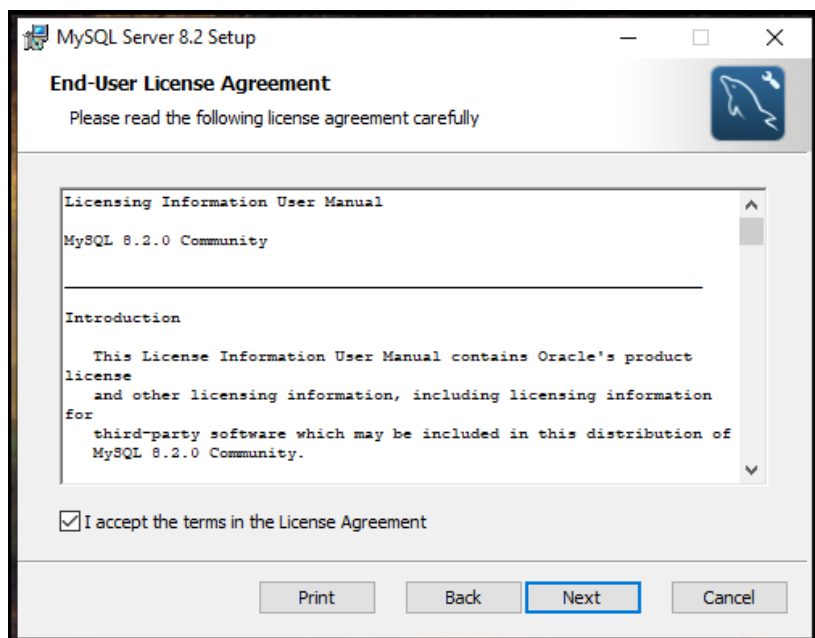 MySQL Server 8.2 Setup
End-User License Agreement
Please read the following license agreement carefully
Licensing Information User Manual
MySQL 8.2.0 Community
Introduction
This License Information User Manual contains Oracle's product
license
and other licensing information, including licensing information
for
third-party software which may be included in this distribution of
MySQL 8.2.0 Community.
I accept the terms in the License Agreement
Print Back Next Cancel